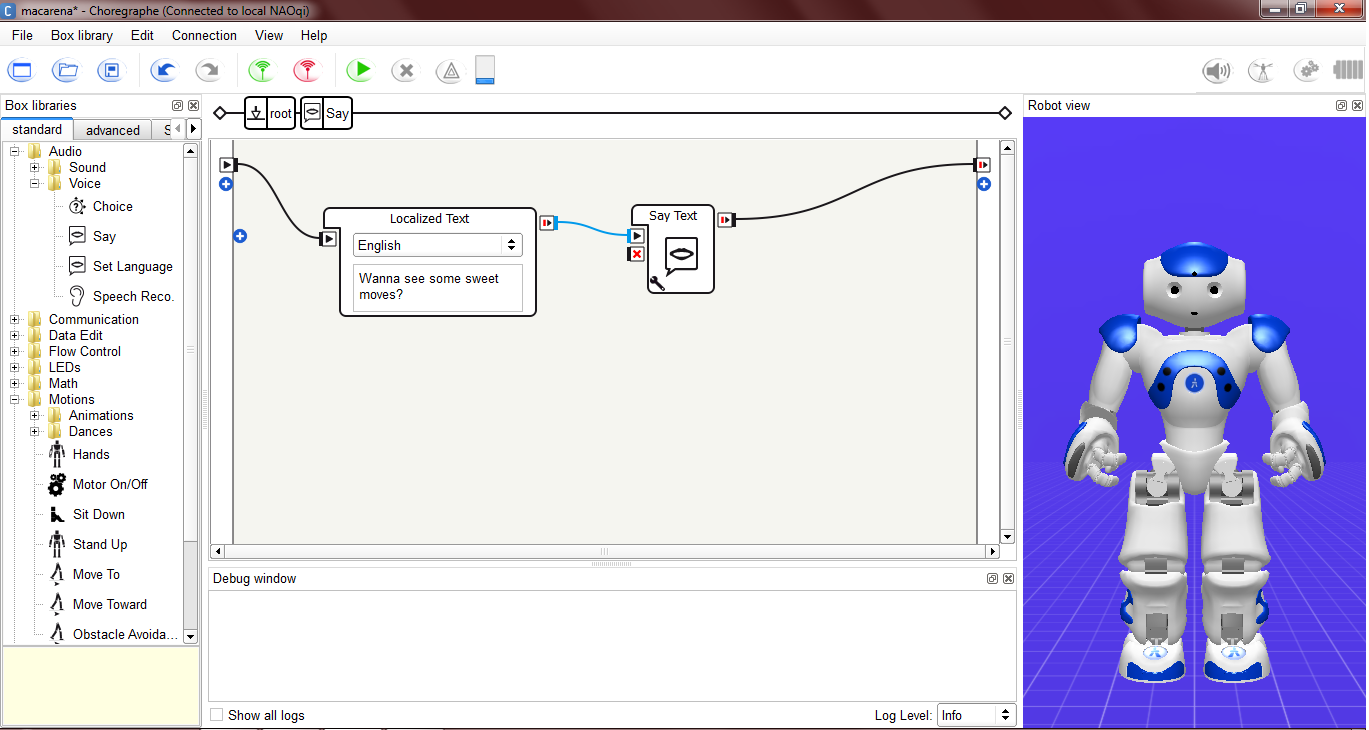 macarena* - Choregraphe (Connected to local NAOqi)
File Box library Edit Connection View Help
Box libraries
standard advanced S
Audio
Sound
Voice
Choice
Say
Set Language
Speech Reco.
Communication
Data Edit
Flow Control
LEDs
Math
Motions
Animations
Dances
Hands
Motor On/Off
Sit Down
Stand Up
Move To
Move Toward
Obstacle Avoida...
root Say
Localized Text
English
Wanna see some sweet
moves?
Say Text
Debug window
Show all logs
Log Level: Info
Robot view